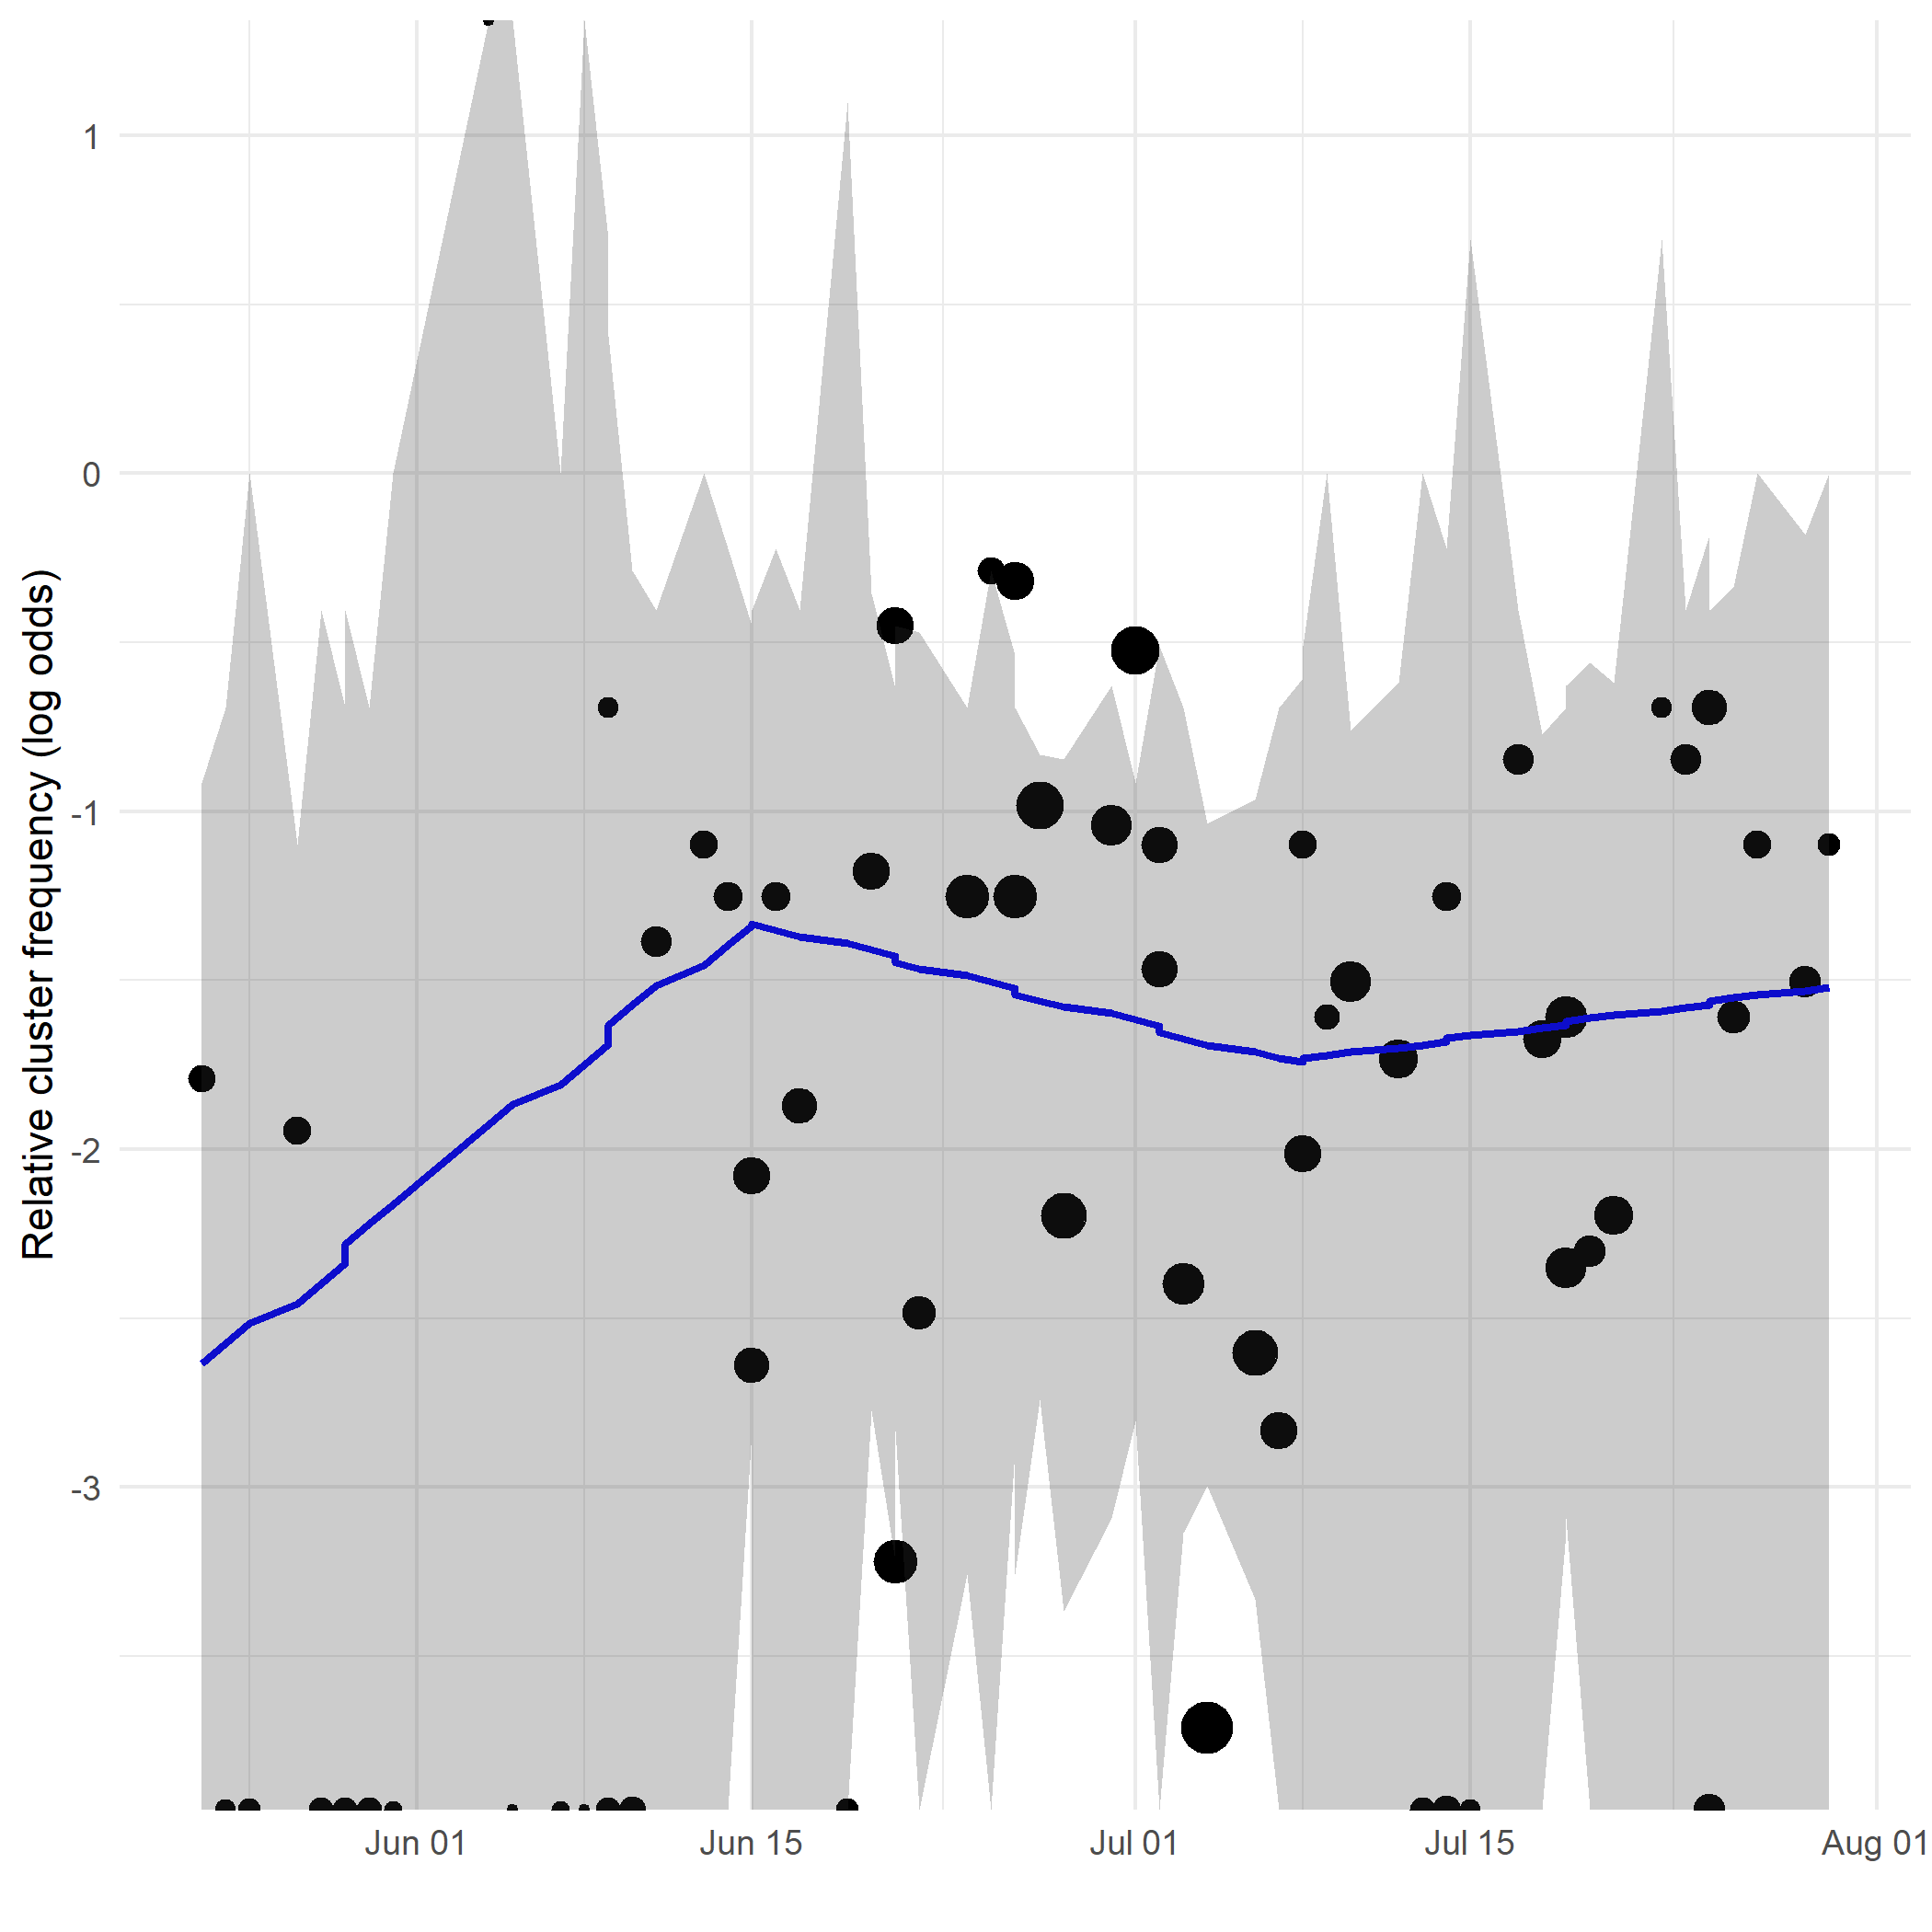 Relative cluster frequency (log odds)
1
0
-1
-2
-3
Jun 01
Jun 15
Jul 01
Jul 15
Aug 01